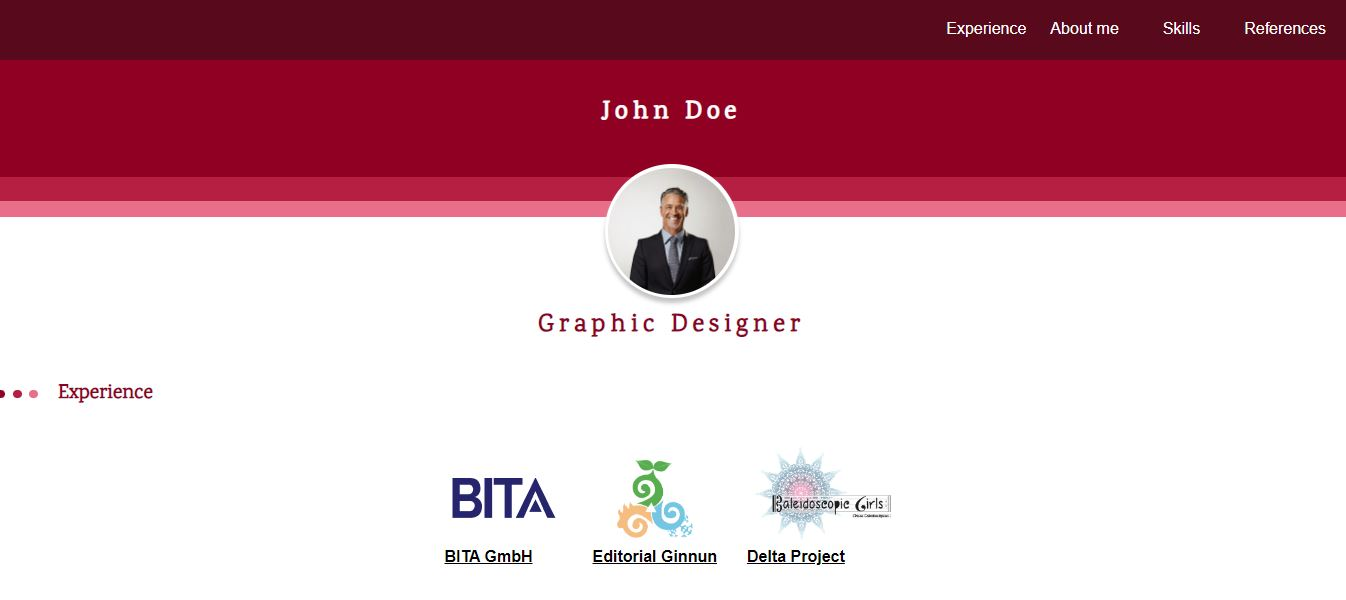 Experience About me Skills References
John Doe
Graphic Designer
Experience
BITA
Kaleidoscopic Girls
BITA GmbH Editorial Ginnun Delta Project